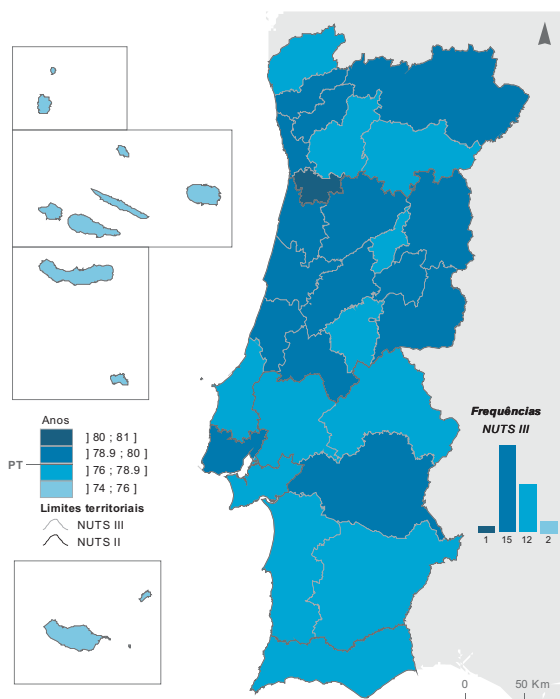 Anos
] 80 ; 81 ]
] 78.9 ; 80 ]
PT
] 76 ; 78.9 ]
] 74 ; 76 ]
Limites territoriais
NUTS III
NUTS II
Frequências
NUTS III
1 15 12 2
0 50 Km